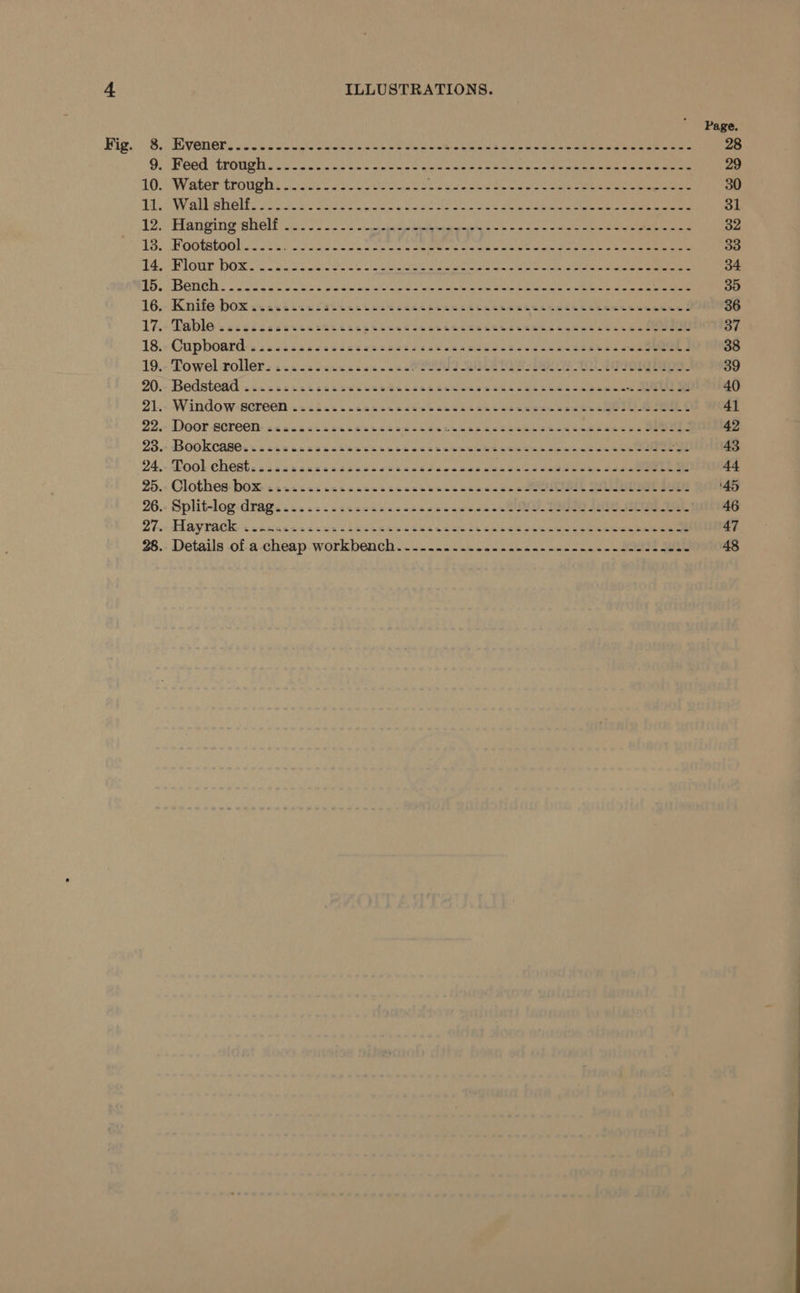 4 ILLUSTRATIONS.
Page.
Fig. 8. Evener 28
9. Feed trough 29
10. Water trough 30
11. Wall shelf 31
12. Hanging shelf 32
13. Footstool 33
14. Flour box 34
15. Bench 35
16. Knife box 36
17. Table 37
18. Cupboard 38
19. Towel roller 39
20. Bedstead 40
21. Window screen 41
22. Door screen 42
23. Bookcase 43
24. Tool chest 44
25. Clothes box 45
26. Split-log drag 46
27. Hayrack 47
28. Details of a cheap workbench 48